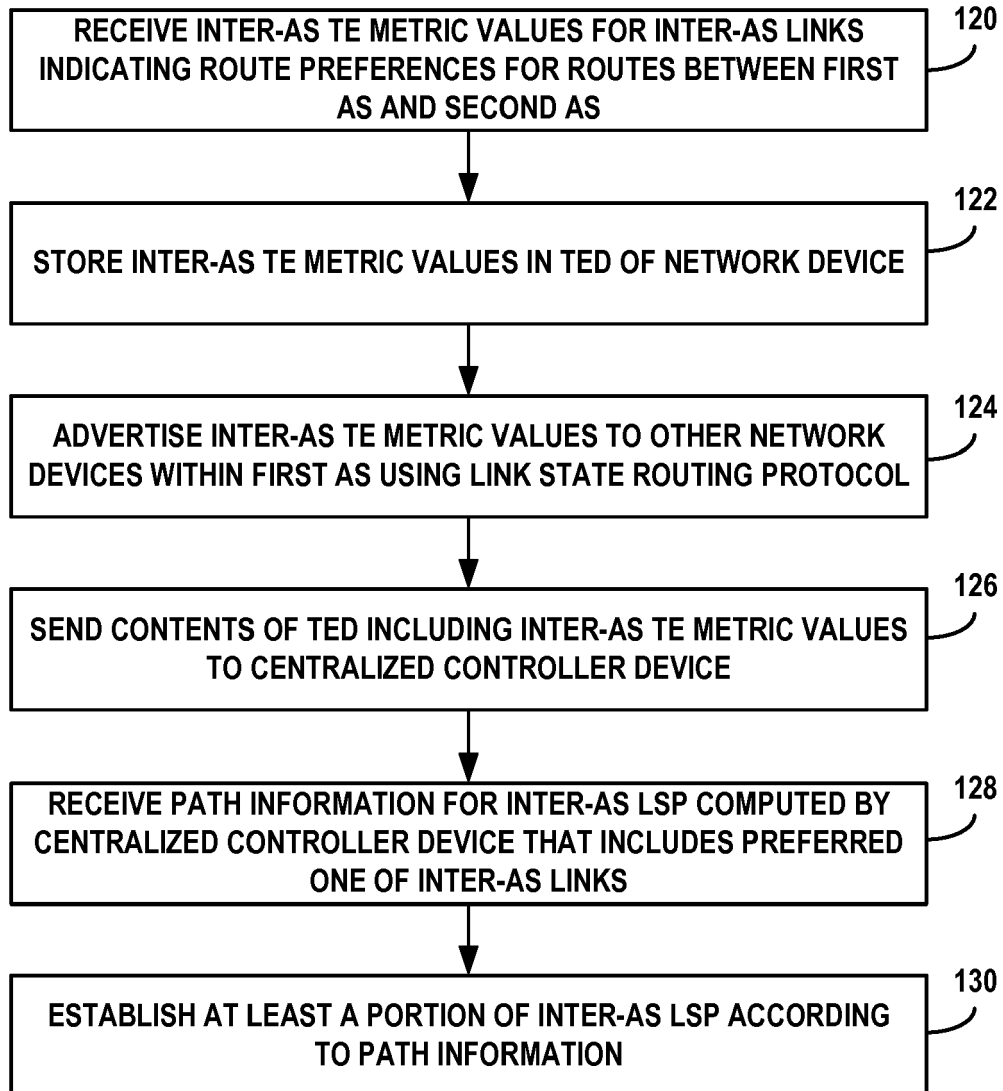 RECEIVE INTER-AS TE METRIC VALUES FOR INTER-AS LINKS
INDICATING ROUTE PREFERENCES FOR ROUTES BETWEEN FIRST
AS AND SECOND AS
120
STORE INTER-AS TE METRIC VALUES IN TED OF NETWORK DEVICE
122
ADVERTISE INTER-AS TE METRIC VALUES TO OTHER NETWORK
DEVICES WITHIN FIRST AS USING LINK STATE ROUTING PROTOCOL
124
SEND CONTENTS OF TED INCLUDING INTER-AS TE METRIC VALUES
TO CENTRALIZED CONTROLLER DEVICE
126
RECEIVE PATH INFORMATION FOR INTER-AS LSP COMPUTED BY
CENTRALIZED CONTROLLER DEVICE THAT INCLUDES PREFERRED
ONE OF INTER-AS LINKS
128
ESTABLISH AT LEAST A PORTION OF INTER-AS LSP ACCORDING
TO PATH INFORMATION
130